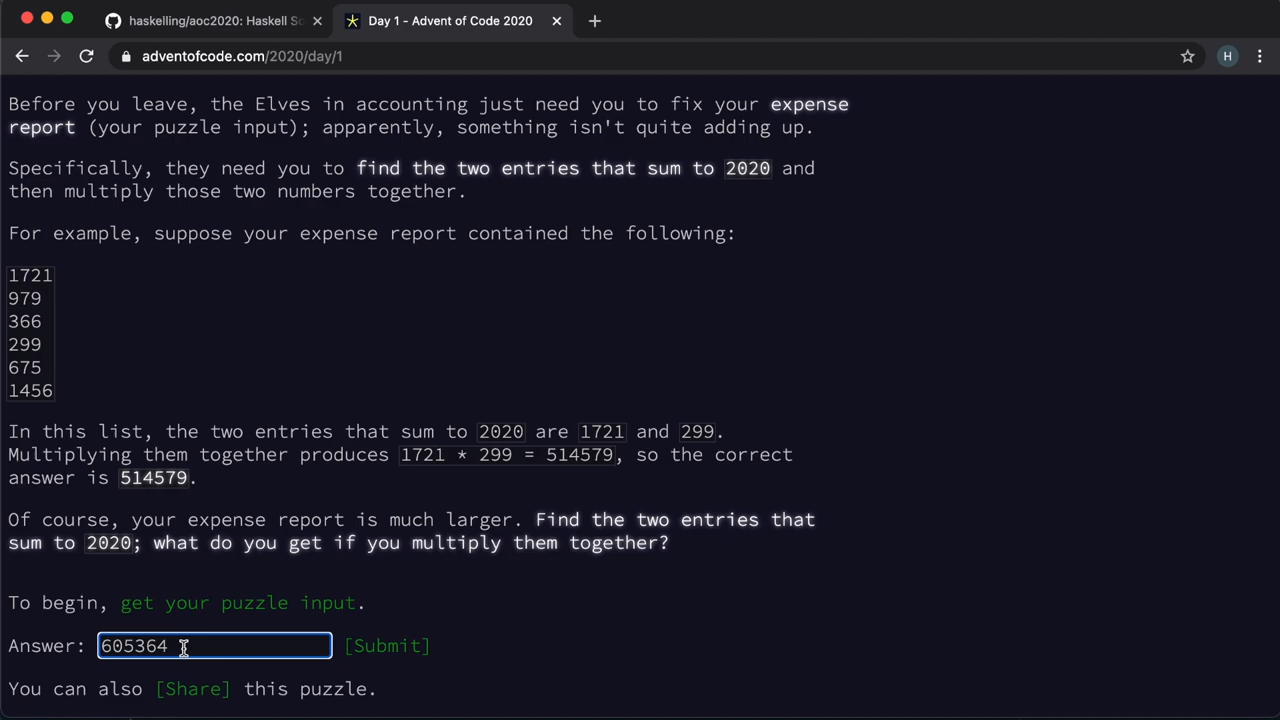 haskelling/aoc2020: Haskell So
Day 1 - Advent of Code 2020
adventofcode.com/2020/day/1
H
Before you leave, the Elves in accounting just need you to fix your expense
report (your puzzle input); apparently, something isn't quite adding up.
Specifically, they need you to find the two entries that sum to 2020 and
then multiply those two numbers together.
For example, suppose your expense report contained the following:
1721
979
366
299
675
1456
In this list, the two entries that sum to 2020 are 1721 and 299.
Multiplying them together produces 1721 * 299 = 514579, so the correct
answer is 514579.
Of course, your expense report is much larger. Find the two entries that
sum to 2020; what do you get if you multiply them together?
To begin, get your puzzle input.
Answer: 605364 [Submit]
You can also [Share] this puzzle.